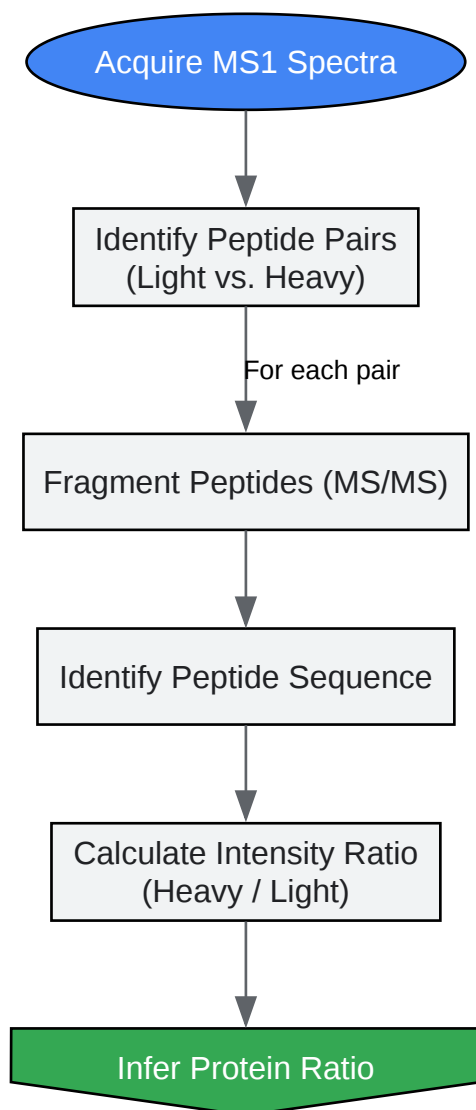 Acquire MS1 Spectra
Identify Peptide Pairs
(Light vs. Heavy)
For each pair
Fragment Peptides (MS/MS)
Identify Peptide Sequence
Calculate Intensity Ratio
(Heavy / Light)
Infer Protein Ratio